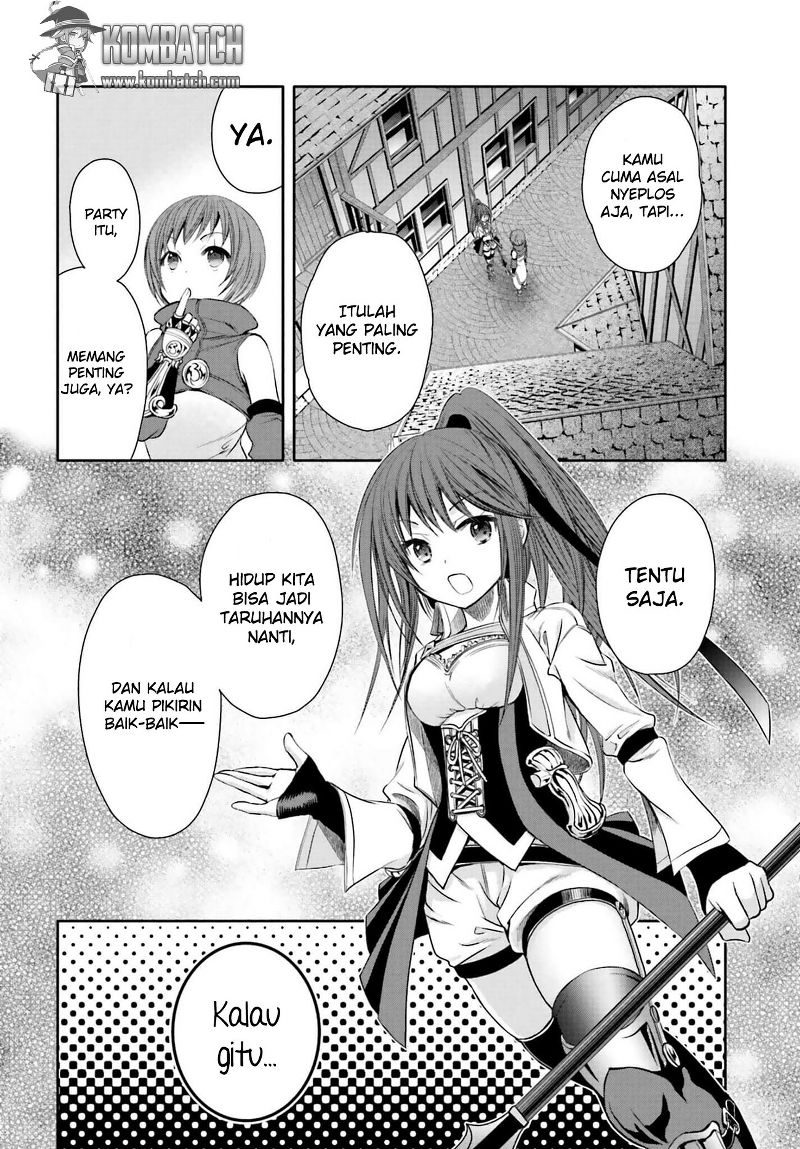 KOMBATCH
www.kombatch.com
KAMU
CUMA ASAL
NYEPLOS
AJA, TAPI...
ITULAH
YANG PALING
PENTING.
YA.
PARTY
ITU,
MEMANG
PENTING
JUGA, YA?
TENTU
SAJA.
HIDUP KITA
BISA JADI
TARUHANNYA
NANTI,
DAN KALAU
KAMU PIKIRIN
BAIK-BAIK──
Kalau
gitu...